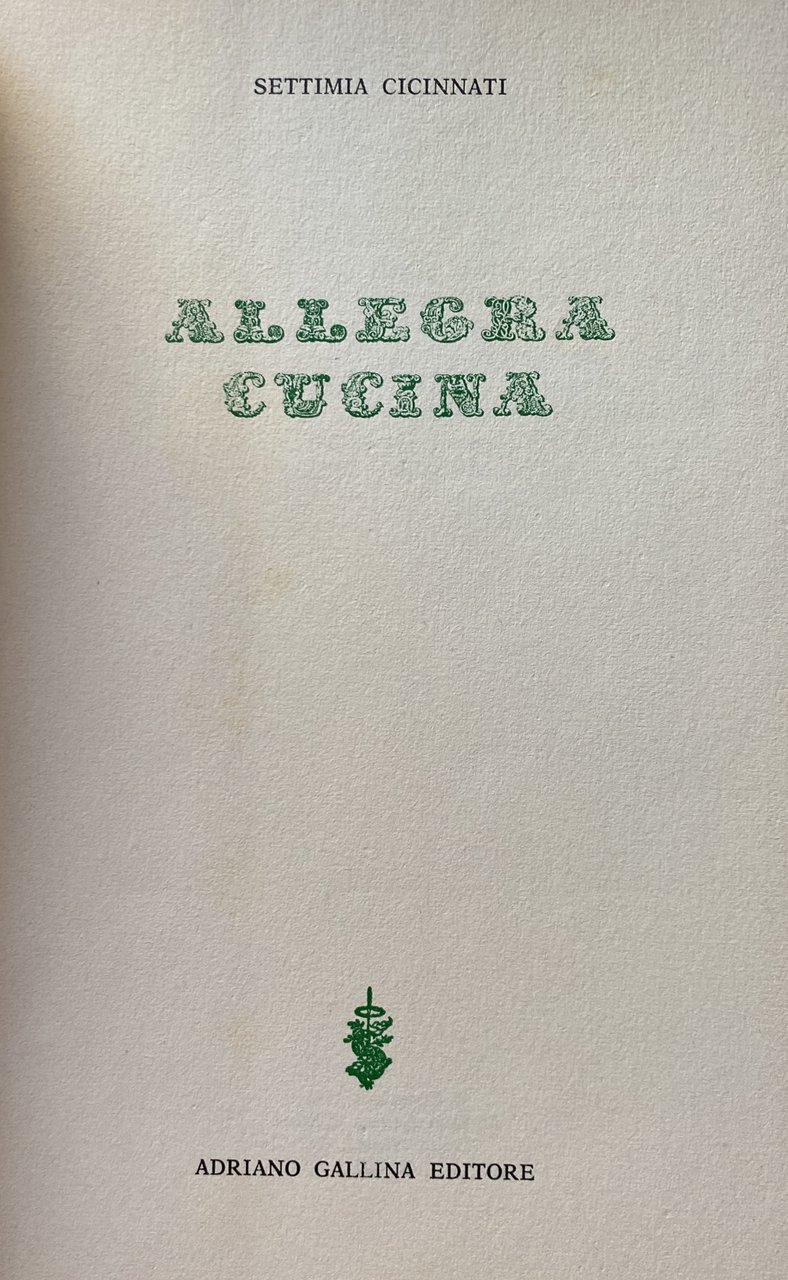 SETTIMIA CICINNATI
ALLEGRA
CUCINA
ADRIANO GALLINA EDITORE